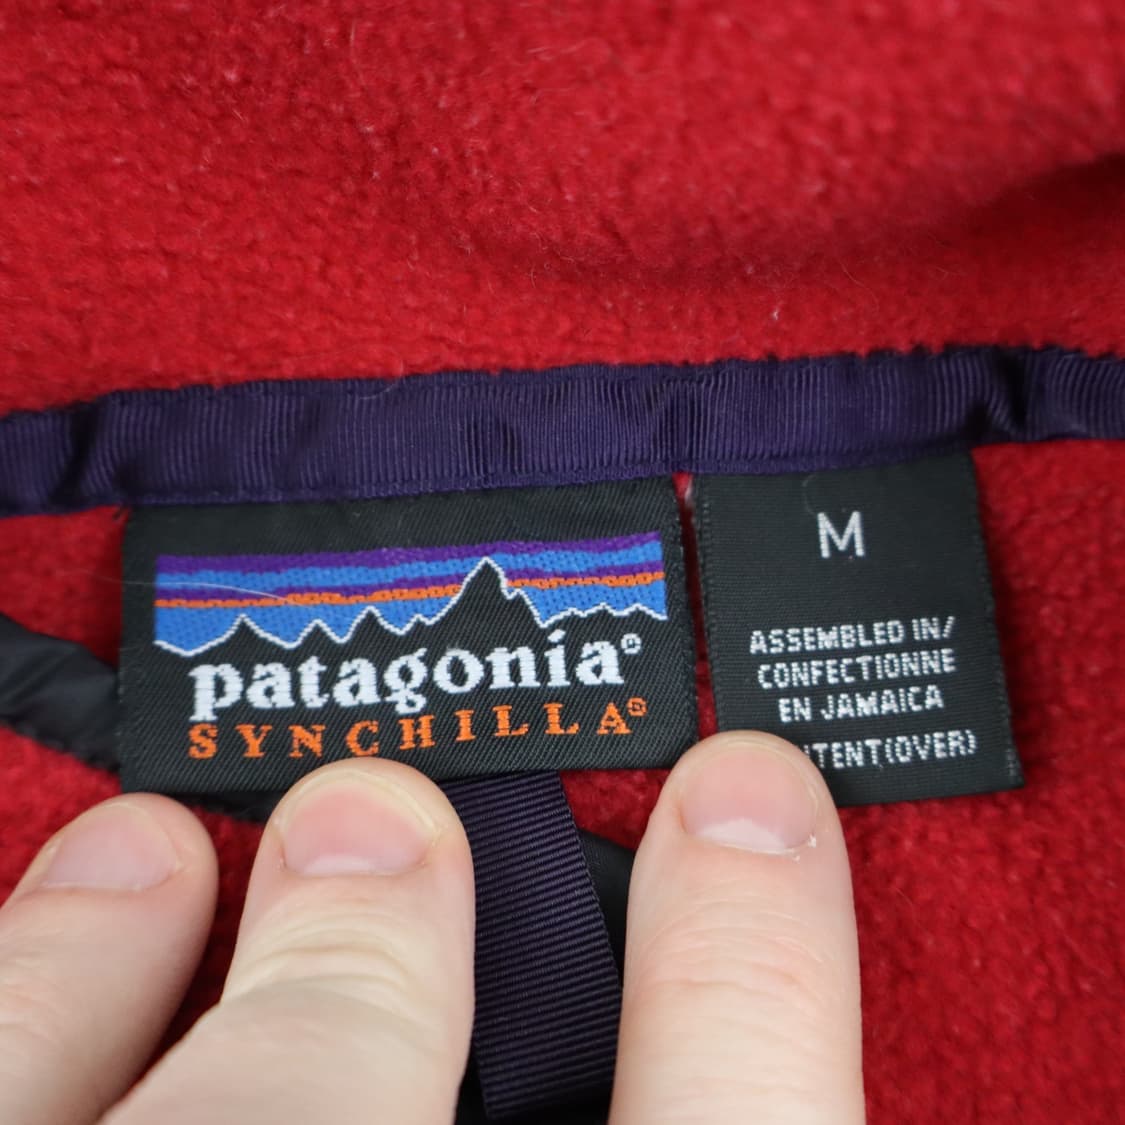 patagonia®
SYNCHILLA®
M
ASSEMBLED IN/
CONFECTIONNE
EN JAMAICA
TENT(OVER)